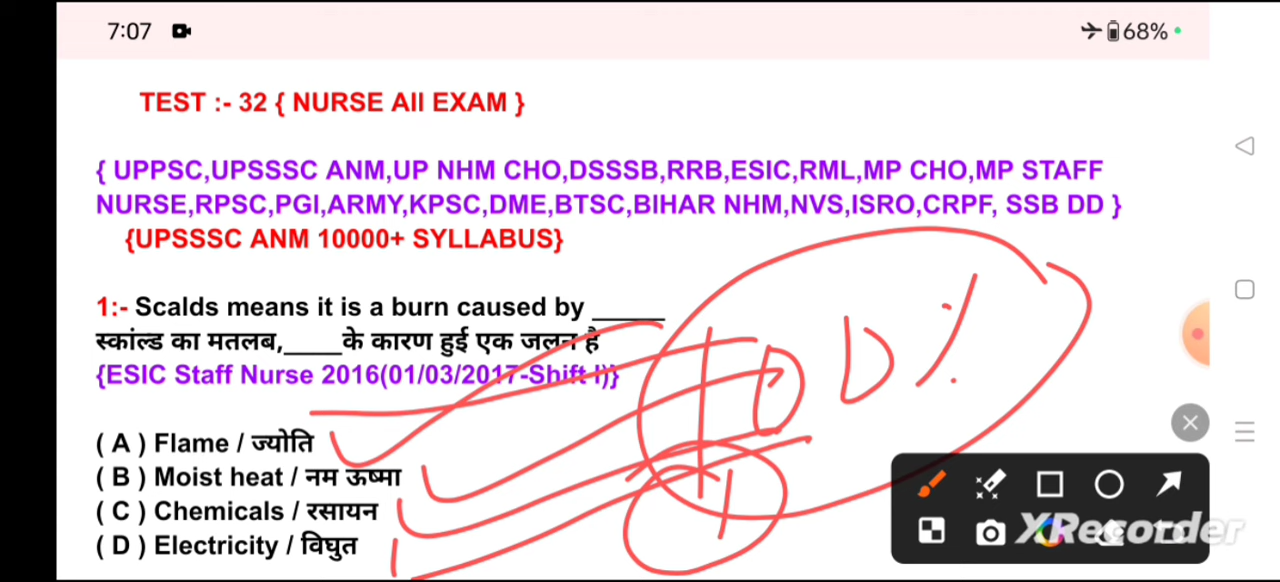 7:07 68%
TEST :- 32 { NURSE All EXAM }
{ UPPSC,UPSSSC ANM,UP NHM CHO,DSSSB,RRB,ESIC,RML,MP CHO,MP STAFF
NURSE,RPSC,PGI,ARMY,KPSC,DME,BTSC,BIHAR NHM,NVS,ISRO,CRPF, SSB DD }
{UPSSSC ANM 10000+ SYLLABUS}
1:- Scalds means it is a burn caused by ______
स्कांल्ड का मतलब,____के कारण हुई एक जलन है
{ESIC Staff Nurse 2016(01/03/2017-Shift I)}
( A ) Flame / ज्योति
( B ) Moist heat / नम ऊष्मा
( C ) Chemicals / रसायन
( D ) Electricity / विघुत
100%
XRecorder